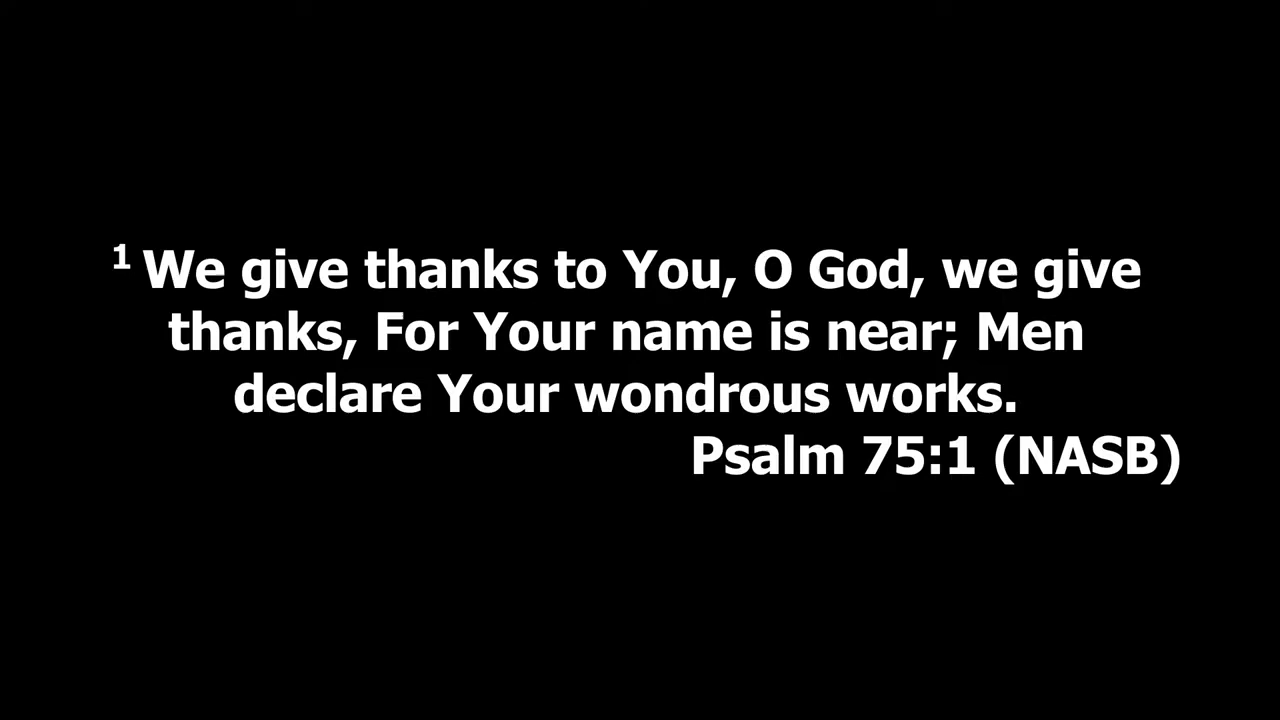 ¹ We give thanks to You, O God, we give
thanks, For Your name is near; Men
declare Your wondrous works.
Psalm 75:1 (NASB)